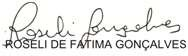 Roseli Gonçalves
ROSELI DE FATIMA GONÇALVES